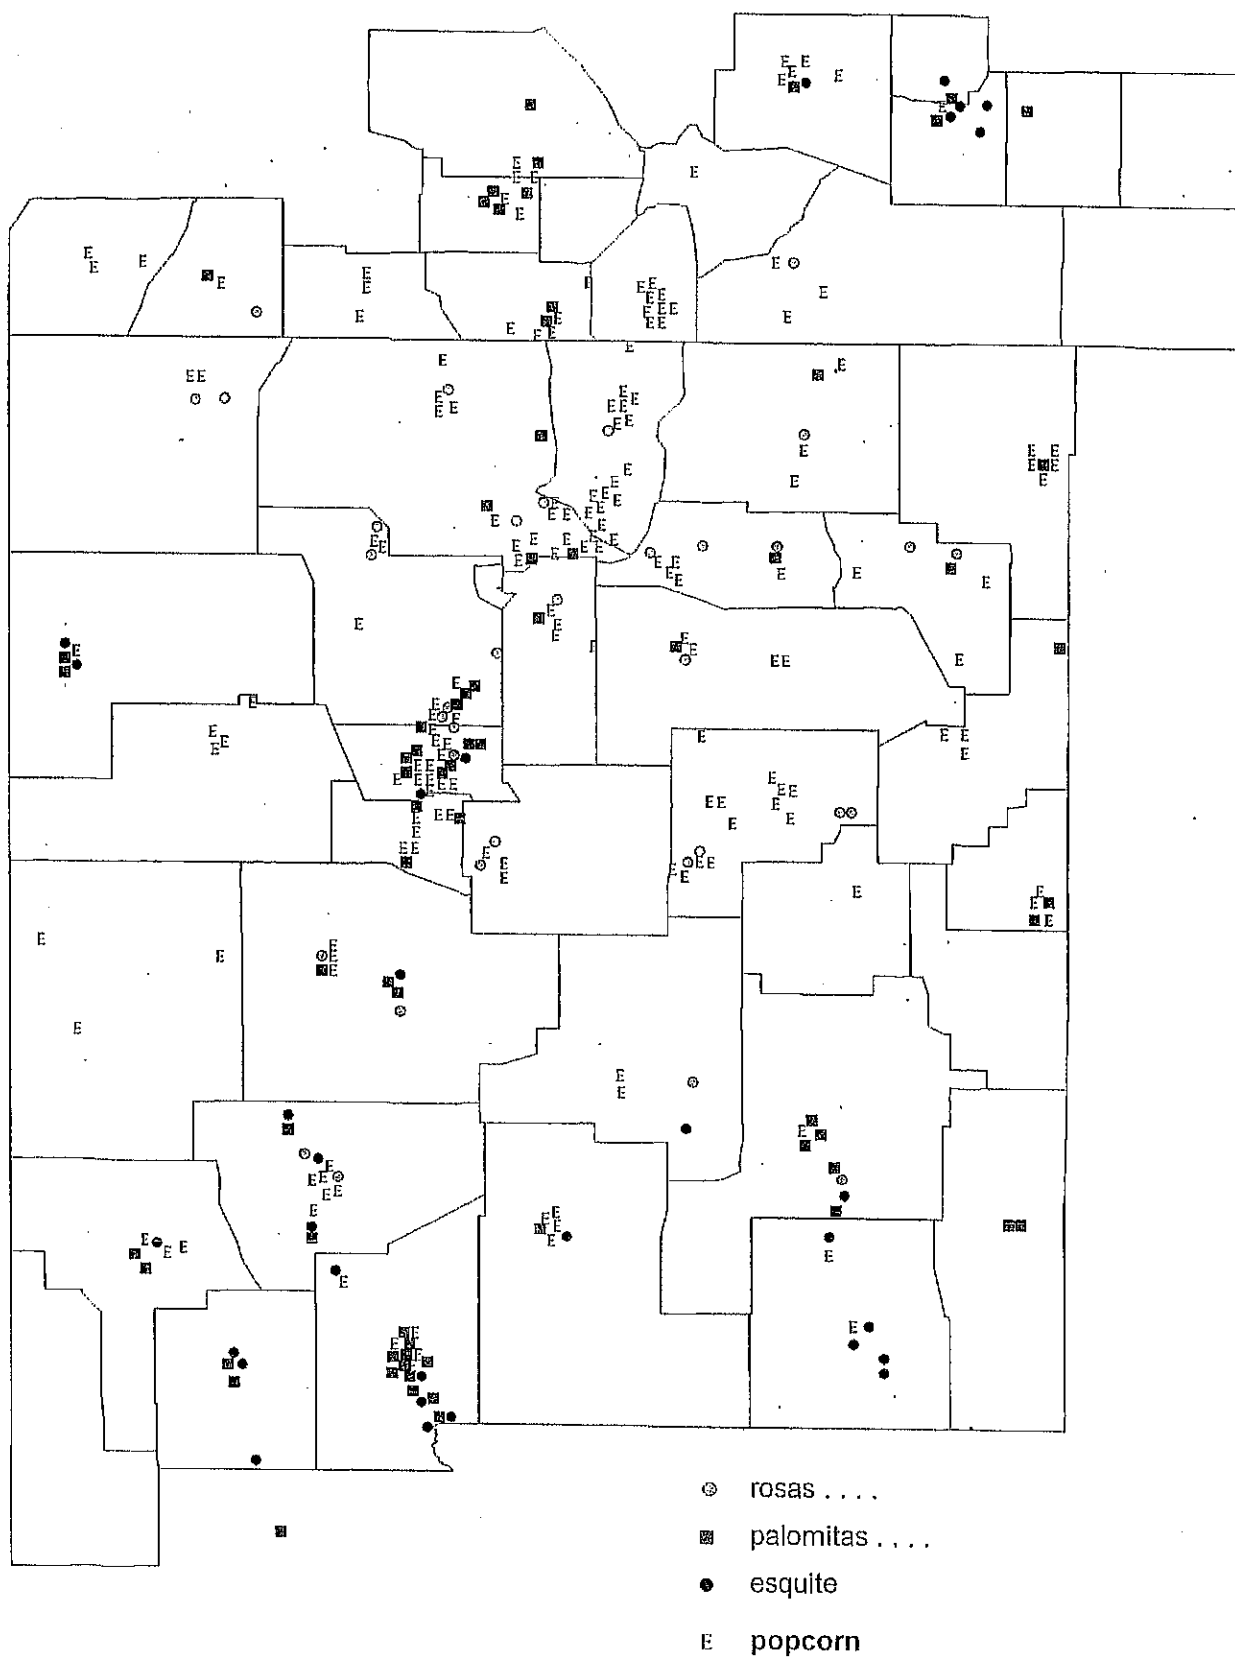 rosas . . . .
palomitas . . . .
esquite
E popcorn